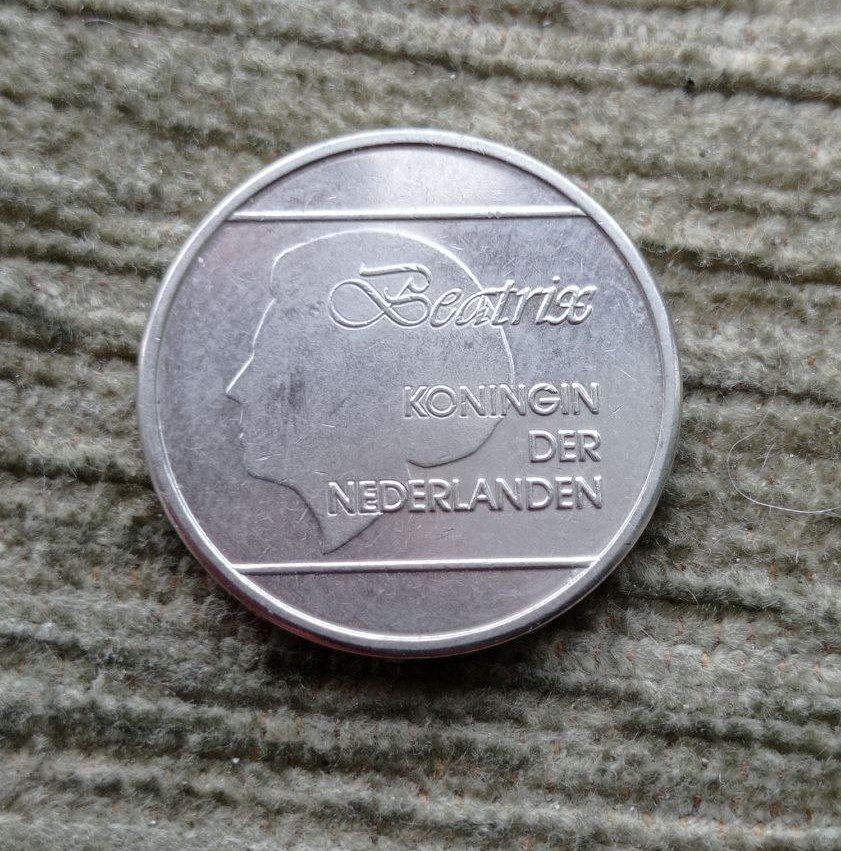 Beatrix
KONINGIN
DER
NEDERLANDEN